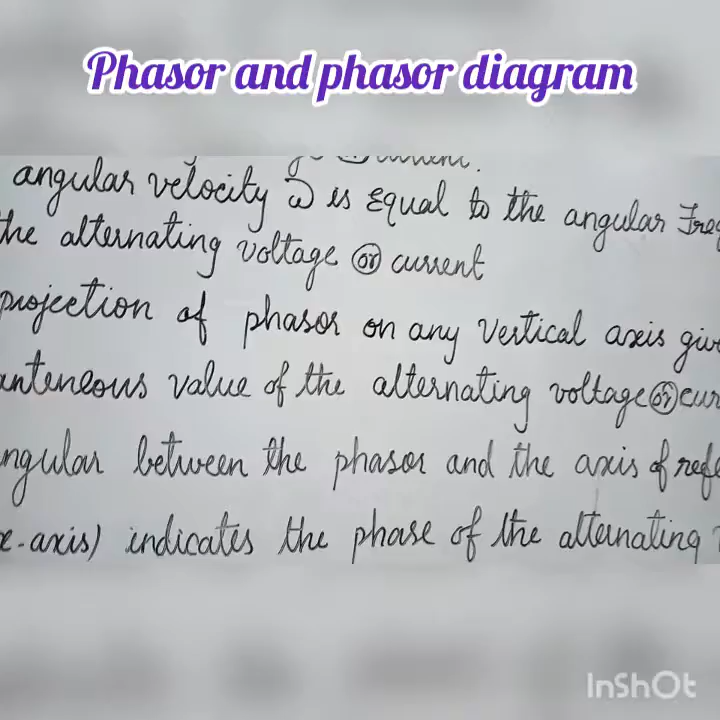 Phasor and phasor diagram
current.
angular velocity ω is Equal to the angular
the alternating voltage or current
projection of phasor on any vertical axis
value of the alternating voltage or
between the phasor and the axis of
x-axis) indicates the phase of the alternating
InShOt